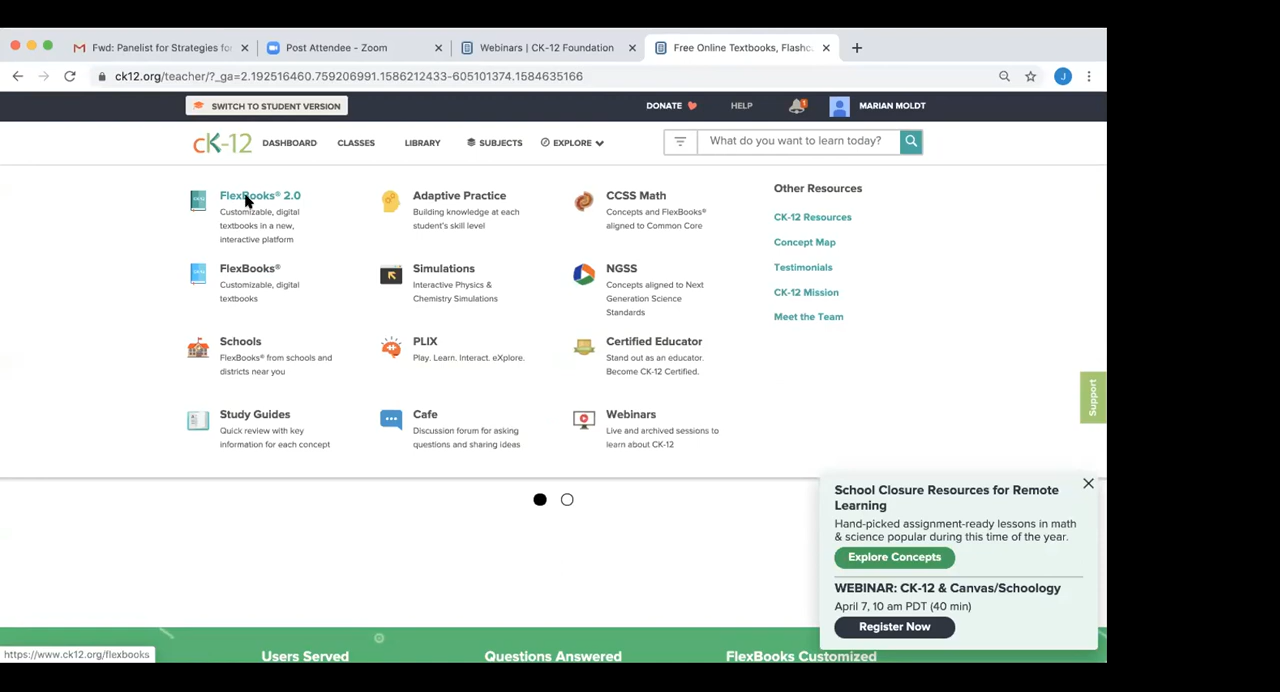 Fwd: Panelist for Strategies fo
Post Attendee - Zoom
Webinars | CK-12 Foundation
Free Online Textbooks, Flashc
ck12.org/teacher/?_ga=2.192516460.759206991.1586212433-605101374.1584635166
J
SWITCH TO STUDENT VERSION
DONATE
HELP
1
MARIAN MOLDT
cK-12
DASHBOARD
CLASSES
LIBRARY
SUBJECTS
EXPLORE
What do you want to learn today?
FlexBooks® 2.0
Customizable, digital
textbooks in a new,
interactive platform
FlexBooks®
Customizable, digital
textbooks
Schools
FlexBooks® from schools and
districts near you
Study Guides
Quick review with key
information for each concept
Adaptive Practice
Building knowledge at each
student's skill level
Simulations
Interactive Physics &
Chemistry Simulations
PLIX
Play. Learn. Interact. eXplore.
Cafe
Discussion forum for asking
questions and sharing ideas
CCSS Math
Concepts and FlexBooks®
aligned to Common Core
NGSS
Concepts aligned to Next
Generation Science
Standards
Certified Educator
Stand out as an educator.
Become CK-12 Certified.
Webinars
Live and archived sessions to
learn about CK-12
Other Resources
CK-12 Resources
Concept Map
Testimonials
CK-12 Mission
Meet the Team
Support
School Closure Resources for Remote
Learning
Hand-picked assignment-ready lessons in math
& science popular during this time of the year.
Explore Concepts
WEBINAR: CK-12 & Canvas/Schoology
April 7, 10 am PDT (40 min)
Register Now
https://www.ck12.org/flexbooks
Users Served
Questions Answered
FlexBooks Customized